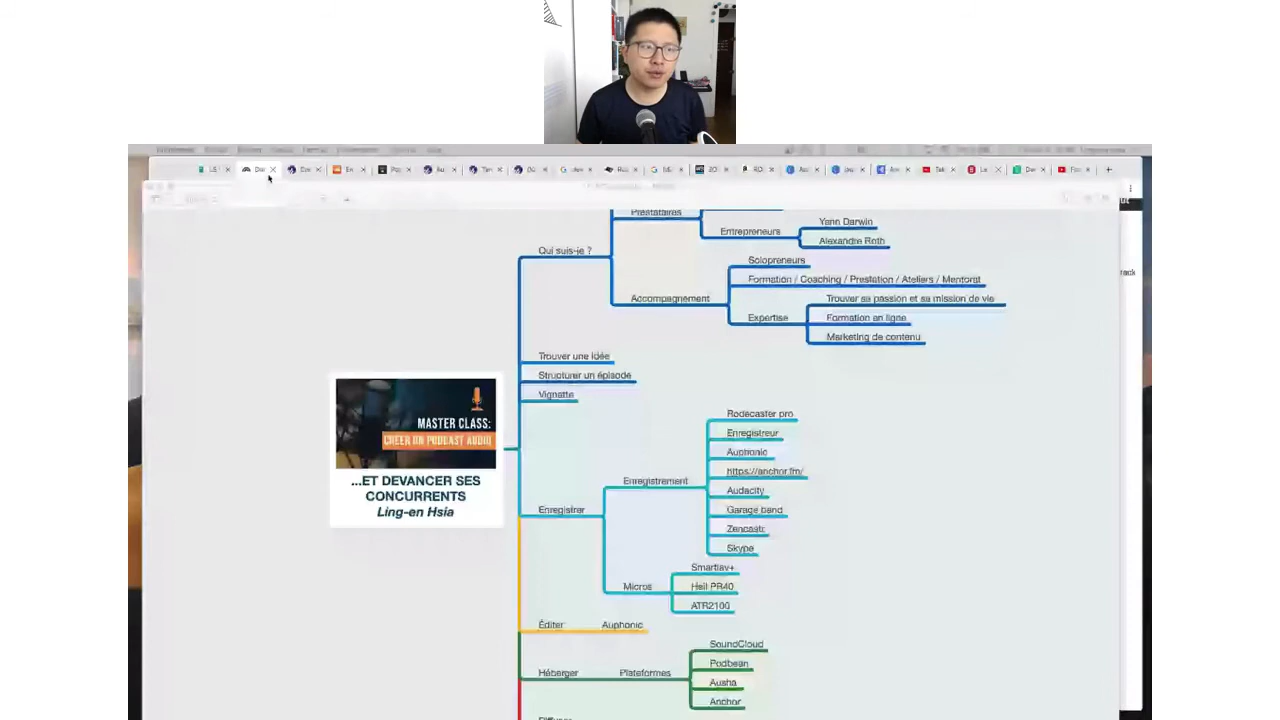 Prestataires
Entrepreneurs
Yann Darwin
Alexandre Roth
Qui suis-je ?
Solopreneurs
Formation / Coaching / Prestation / Ateliers / Mentorat
Accompagnement
Trouver sa passion et sa mission de vie
Expertise
Formation en ligne
Marketing de contenu
Trouver une idée
Structurer un épisode
Vignette
MASTER CLASS:
CRÉER UN PODCAST AUDIO
...ET DEVANCER SES
CONCURRENTS
Ling-en Hsia
Rodecaster pro
Enregistreur
Auphonic
https://anchor.fm/
Enregistrement
Audacity
Enregistrer
Garage band
Zencastr
Skype
Smartlav+
Micros
Heil PR40
ATR2100
Éditer
Auphonic
SoundCloud
Podbean
Héberger
Plateformes
Ausha
Anchor